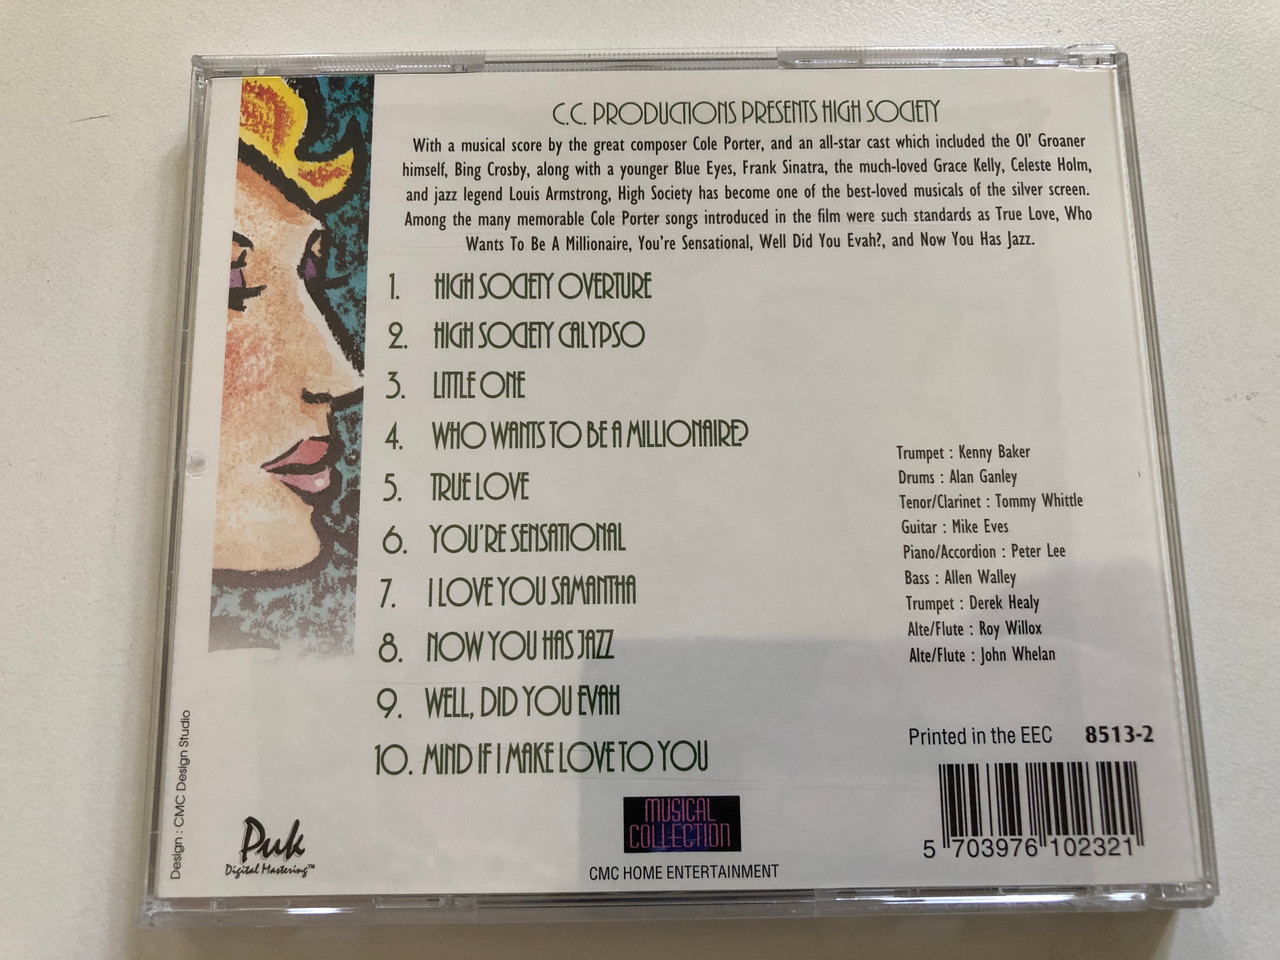 C.C. PRODUCTIONS PRESENTS HIGH SOCIETY
With a musical score by the great composer Cole Porter, and an all-star cast which included the Ol' Groaner
himself, Bing Crosby, along with a younger Blue Eyes, Frank Sinatra, the much-loved Grace Kelly, Celeste Holm,
and jazz legend Louis Armstrong, High Society has become one of the best-loved musicals of the silver screen.
Among the many memorable Cole Porter songs introduced in the film were such standards as True Love, Who
Wants To Be A Millionaire, You're Sensational, Well Did You Evah?, and Now You Has Jazz.
1. HIGH SOCIETY OVERTURE
2. HIGH SOCIETY CALYPSO
3. LITTLE ONE
4. WHO WANTS TO BE A MILLIONAIRE?
5. TRUE LOVE
6. YOU'RE SENSATIONAL
7. I LOVE YOU SAMANTHA
8. NOW YOU HAS JAZZ
9. WELL, DID YOU EVAH
10. MIND IF I MAKE LOVE TO YOU
Trumpet : Kenny Baker
Drums : Alan Ganley
Tenor/Clarinet : Tommy Whittle
Guitar : Mike Eves
Piano/Accordion : Peter Lee
Bass : Allen Walley
Trumpet : Derek Healy
Alte/Flute : Roy Willox
Alte/Flute : John Whelan
Printed in the EEC 8513-2
5 703976 102321
MUSICAL
COLLECTION
CMC HOME ENTERTAINMENT
Puk
Digital Mastering™
Design : CMC Design Studio